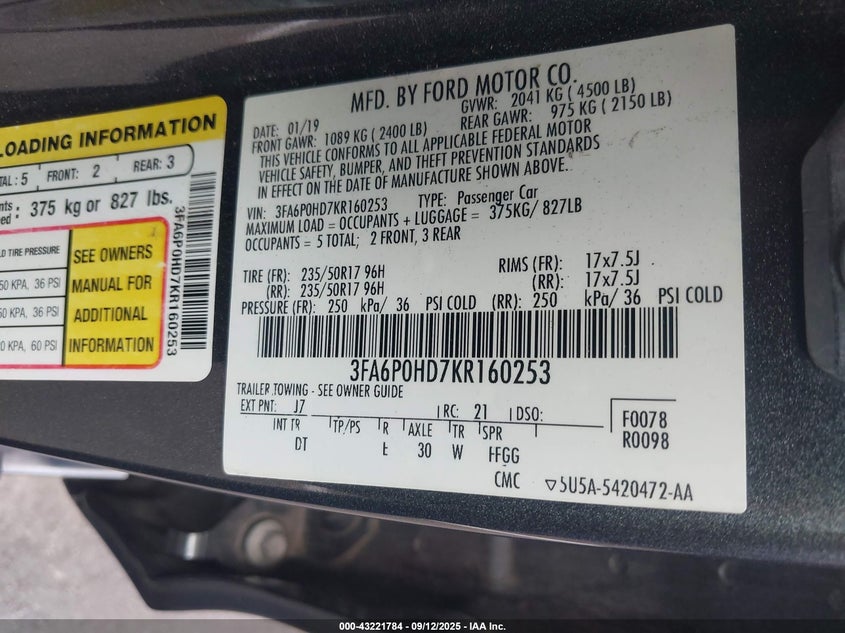 LOADING INFORMATION
TAL: 5 FRONT: 2 REAR: 3
375 kg or 827 lbs.
TIRE PRESSURE
50 KPA, 36 PSI
50 KPA, 36 PSI
0 KPA, 60 PSI
SEE OWNERS
MANUAL FOR
ADDITIONAL
INFORMATION
3FA6P0HD7KR160253
MFD. BY FORD MOTOR CO.
DATE: 01/19 GVWR: 2041 KG ( 4500 LB)
FRONT GAWR: 1089 KG ( 2400 LB) REAR GAWR: 975 KG ( 2150 LB)
THIS VEHICLE CONFORMS TO ALL APPLICABLE FEDERAL MOTOR
VEHICLE SAFETY, BUMPER, AND THEFT PREVENTION STANDARDS
IN EFFECT ON THE DATE OF MANUFACTURE SHOWN ABOVE.
VIN: 3FA6P0HD7KR160253 TYPE: Passenger Car
MAXIMUM LOAD = OCCUPANTS + LUGGAGE = 375KG/ 827LB
OCCUPANTS = 5 TOTAL; 2 FRONT, 3 REAR
TIRE (FR): 235/50R17 96H RIMS (FR): 17x7.5J
(RR): 235/50R17 96H (RR): 17x7.5J
PRESSURE (FR): 250 kPa/ 36 PSI COLD (RR): 250 kPa/ 36 PSI COLD
3FA6P0HD7KR160253
TRAILER TOWING - SEE OWNER GUIDE
EXT PNT: J7 RC: 21 DSO:
INT TR TP/PS R AXLE TR SPR
DT E 30 W FFGG
F0078
R0098
CMC ▽5U5A-5420472-AA
000-43221784 - 09/12/2025 - IAA Inc.